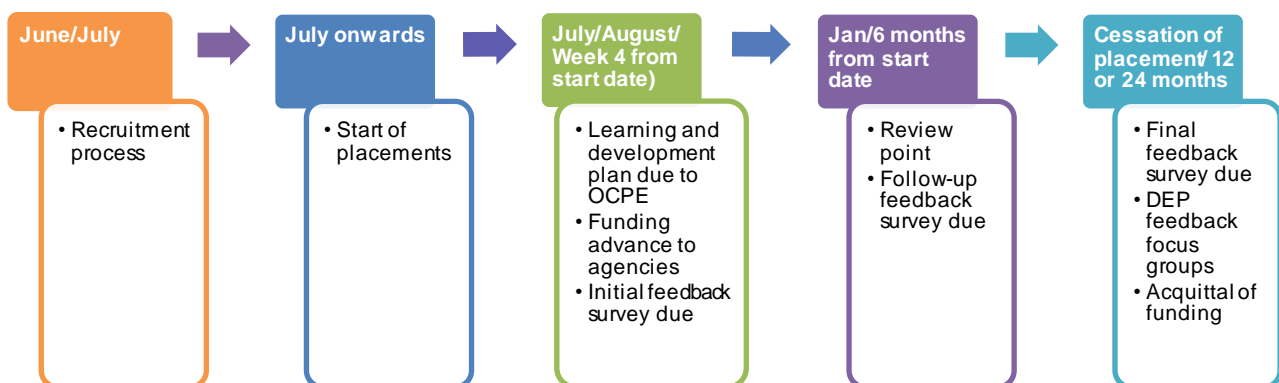 June/July
• Recruitment
process
July onwards
• Start of
placements
July/August/
Week 4 from
start date)
• Learning and
development
plan due to
OCPE
• Funding
advance to
agencies
• Initial feedback
survey due
Jan/6 months
from start
date
• Review
point
• Follow-up
feedback
survey due
Cessation of
placement/ 12
or 24 months
• Final
feedback
survey due
• DEP
feedback
focus
groups
• Acquittal of
funding